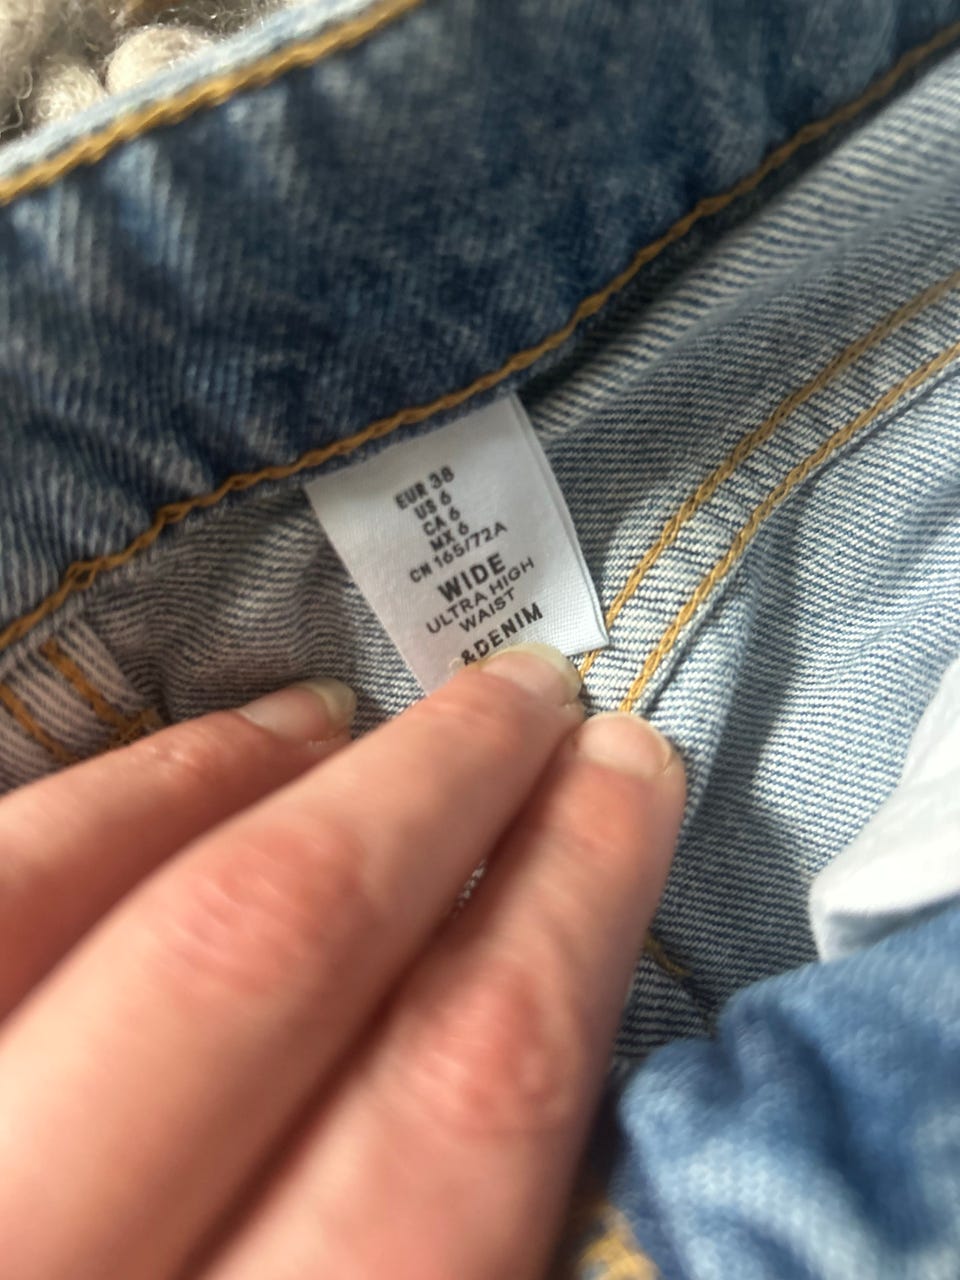 EUR 38
US 6
CA 6
MX 6
CN 165/72A
WIDE
ULTRA HIGH
WAIST
&DENIM